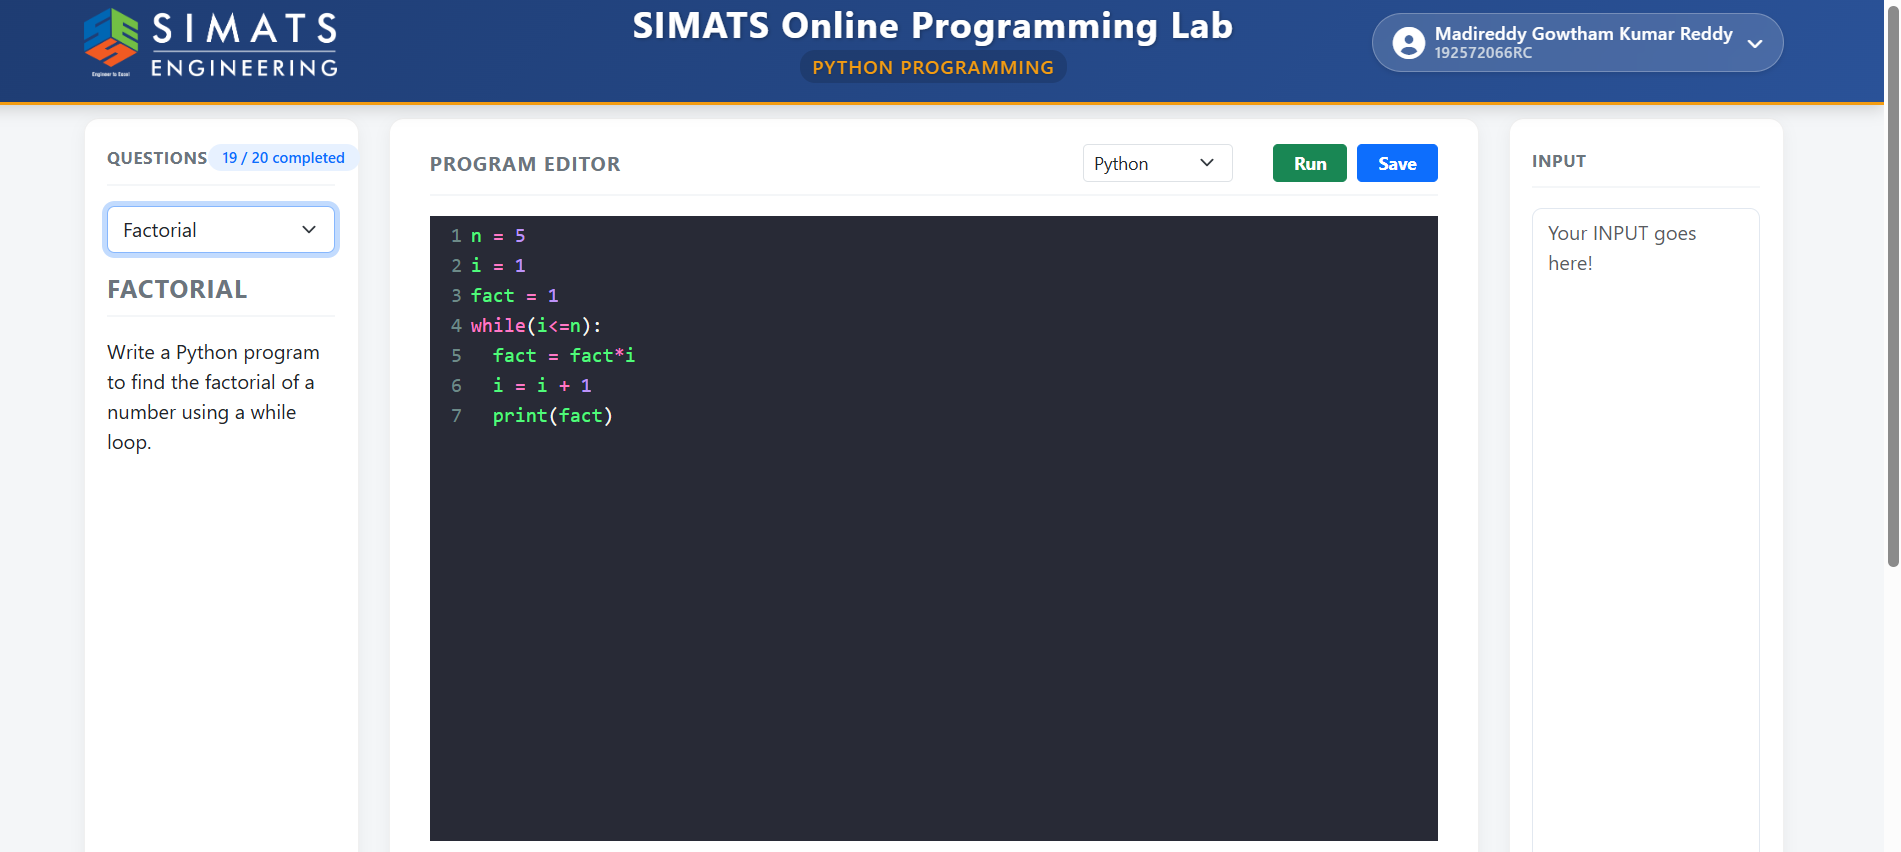 SIMATS
ENGINEERING
Engineer to Excel
SIMATS Online Programming Lab
PYTHON PROGRAMMING
Madireddy Gowtham Kumar Reddy
192572066RC
QUESTIONS 19 / 20 completed
Factorial
FACTORIAL
Write a Python program
to find the factorial of a
number using a while
loop.
PROGRAM EDITOR
Python
Run
Save
1 n = 5
2 i = 1
3 fact = 1
4 while(i<=n):
5   fact = fact*i
6   i = i + 1
7   print(fact)
INPUT
Your INPUT goes
here!